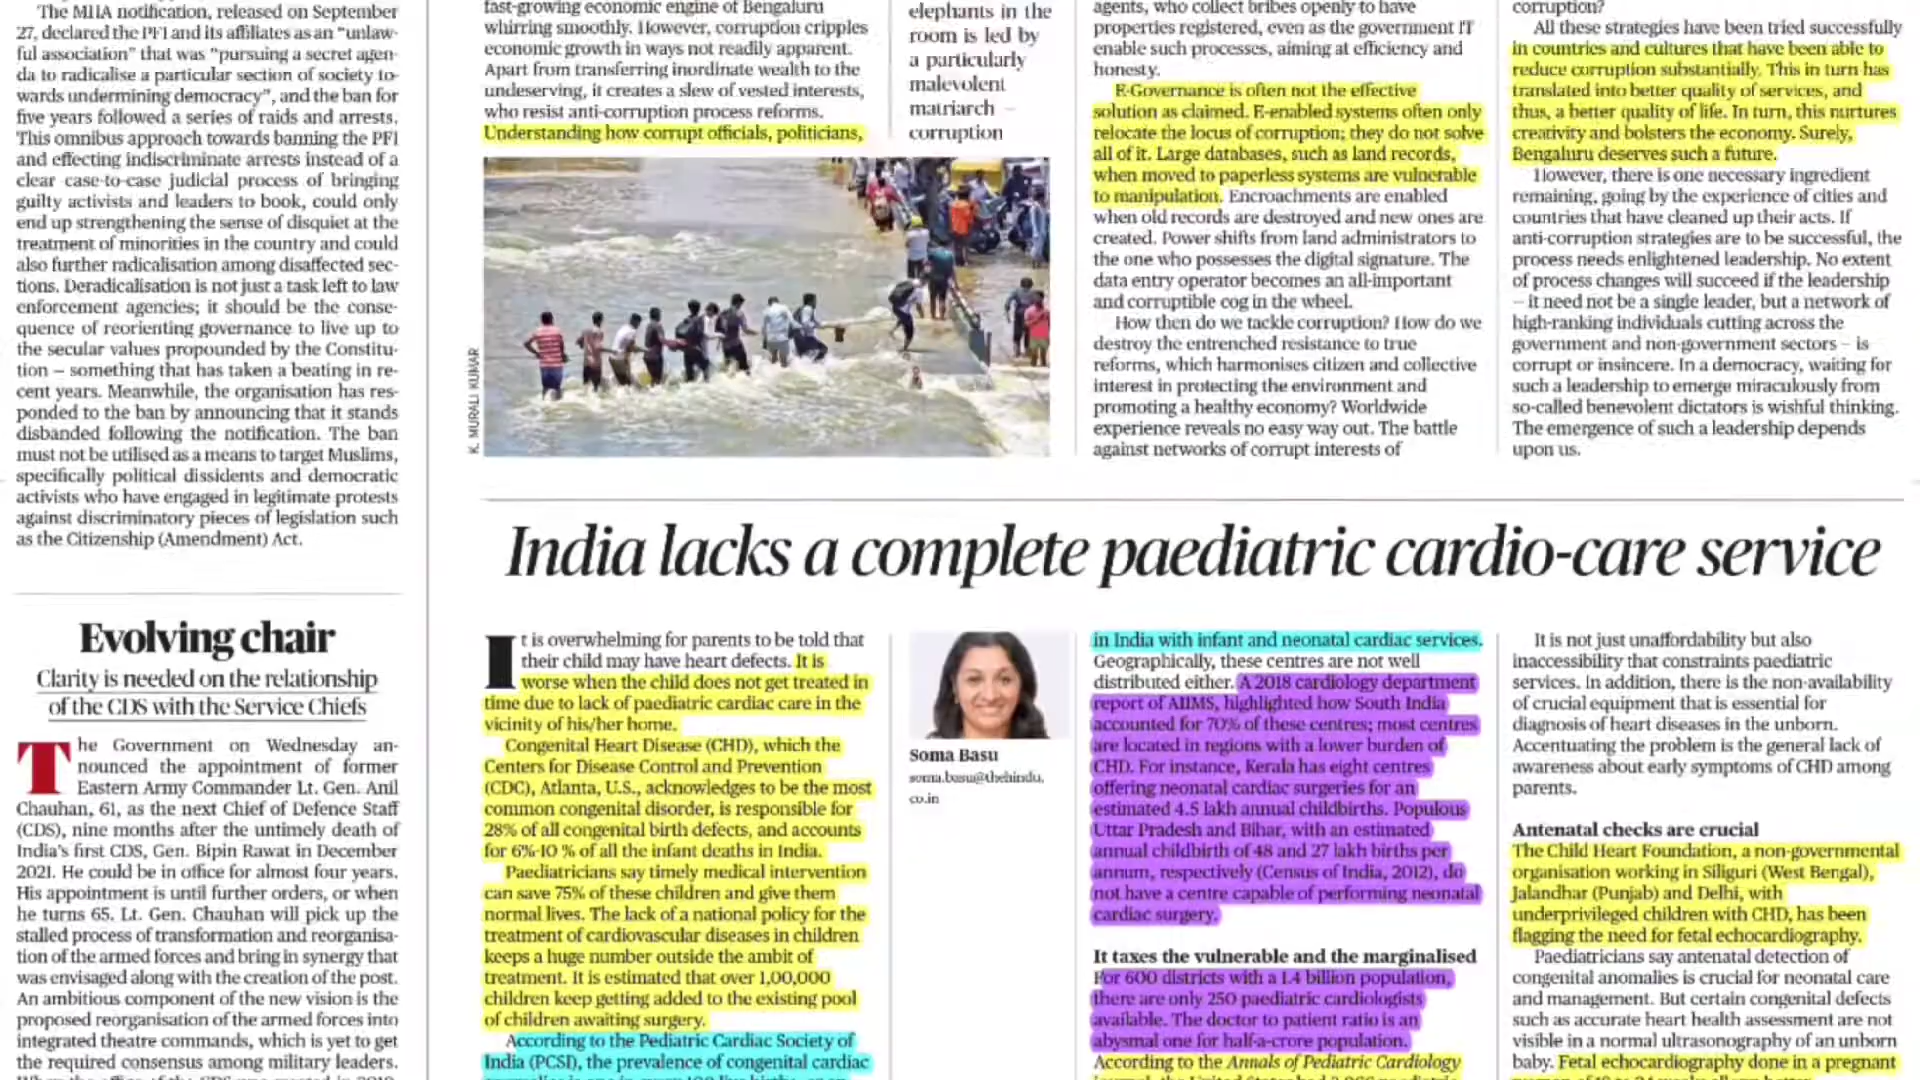 The MHA notification, released on September
27, declared the PFI and its affiliates as an “unlaw-
ful association” that was “pursuing a secret agen-
da to radicalise a particular section of society to-
wards undermining democracy”, and the ban for
five years followed a series of raids and arrests.
This omnibus approach towards banning the PFI
and effecting indiscriminate arrests instead of a
clear case-to-case judicial process of bringing
guilty activists and leaders to book, could only
end up strengthening the sense of disquiet at the
treatment of minorities in the country and could
also further radicalisation among disaffected sec-
tions. Deradicalisation is not just a task left to law
enforcement agencies; it should be the conse-
quence of reorienting governance to live up to
the secular values propounded by the Constitu-
tion – something that has taken a beating in re-
cent years. Meanwhile, the organisation has res-
ponded to the ban by announcing that it stands
disbanded following the notification. The ban
must not be utilised as a means to target Muslims,
specifically political dissidents and democratic
activists who have engaged in legitimate protests
against discriminatory pieces of legislation such
as the Citizenship (Amendment) Act.
Evolving chair
Clarity is needed on the relationship
of the CDS with the Service Chiefs
The Government on Wednesday an-
nounced the appointment of former
Eastern Army Commander Lt. Gen. Anil
Chauhan, 61, as the next Chief of Defence Staff
(CDS), nine months after the untimely death of
India's first CDS, Gen. Bipin Rawat in December
2021. He could be in office for almost four years.
His appointment is until further orders, or when
he turns 65. Lt. Gen. Chauhan will pick up the
stalled process of transformation and reorganisa-
tion of the armed forces and bring in synergy that
was envisaged along with the creation of the post.
An ambitious component of the new vision is the
proposed reorganisation of the armed forces into
integrated theatre commands, which is yet to get
the required consensus among military leaders.
fast-growing economic engine of Bengaluru
whirring smoothly. However, corruption cripples
economic growth in ways not readily apparent.
Apart from transferring inordinate wealth to the
undeserving, it creates a slew of vested interests,
who resist anti-corruption process reforms.
Understanding how corrupt officials, politicians,
elephants in the
room is led by
a particularly
malevolent
matriarch –
corruption
K. MURALI KUMAR
agents, who collect bribes openly to have
properties registered, even as the government IT
enable such processes, aiming at efficiency and
honesty.
E-Governance is often not the effective
solution as claimed. E-enabled systems often only
relocate the locus of corruption; they do not solve
all of it. Large databases, such as land records,
when moved to paperless systems are vulnerable
to manipulation. Encroachments are enabled
when old records are destroyed and new ones are
created. Power shifts from land administrators to
the one who possesses the digital signature. The
data entry operator becomes an all-important
and corruptible cog in the wheel.
How then do we tackle corruption? How do we
destroy the entrenched resistance to true
reforms, which harmonises citizen and collective
interest in protecting the environment and
promoting a healthy economy? Worldwide
experience reveals no easy way out. The battle
against networks of corrupt interests of
corruption?
All these strategies have been tried successfully
in countries and cultures that have been able to
reduce corruption substantially. This in turn has
translated into better quality of services, and
thus, a better quality of life. In turn, this nurtures
creativity and bolsters the economy. Surely,
Bengaluru deserves such a future.
However, there is one necessary ingredient
remaining, going by the experience of cities and
countries that have cleaned up their acts. If
anti-corruption strategies are to be successful, the
process needs enlightened leadership. No extent
of process changes will succeed if the leadership
– it need not be a single leader, but a network of
high-ranking individuals cutting across the
government and non-government sectors – is
corrupt or insincere. In a democracy, waiting for
such a leadership to emerge miraculously from
so-called benevolent dictators is wishful thinking.
The emergence of such a leadership depends
upon us.
India lacks a complete paediatric cardio-care service
It is overwhelming for parents to be told that
their child may have heart defects. It is
worse when the child does not get treated in
time due to lack of paediatric cardiac care in the
vicinity of his/her home.
Congenital Heart Disease (CHD), which the
Centers for Disease Control and Prevention
(CDC), Atlanta, U.S., acknowledges to be the most
common congenital disorder, is responsible for
28% of all congenital birth defects, and accounts
for 6%-10 % of all the infant deaths in India.
Paediatricians say timely medical intervention
can save 75% of these children and give them
normal lives. The lack of a national policy for the
treatment of cardiovascular diseases in children
keeps a huge number outside the ambit of
treatment. It is estimated that over 1,00,000
children keep getting added to the existing pool
of children awaiting surgery.
According to the Pediatric Cardiac Society of
India (PCSI), the prevalence of congenital cardiac
Soma Basu
soma.basu@thehindu.
co.in
in India with infant and neonatal cardiac services.
Geographically, these centres are not well
distributed either. A 2018 cardiology department
report of AIIMS, highlighted how South India
accounted for 70% of these centres; most centres
are located in regions with a lower burden of
CHD. For instance, Kerala has eight centres
offering neonatal cardiac surgeries for an
estimated 4.5 lakh annual childbirths. Populous
Uttar Pradesh and Bihar, with an estimated
annual childbirth of 48 and 27 lakh births per
annum, respectively (Census of India, 2012), do
not have a centre capable of performing neonatal
cardiac surgery.
It taxes the vulnerable and the marginalised
For 600 districts with a 1.4 billion population,
there are only 250 paediatric cardiologists
available. The doctor to patient ratio is an
abysmal one for half-a-crore population.
According to the Annals of Pediatric Cardiology
It is not just unaffordability but also
inaccessibility that constrains paediatric
services. In addition, there is the non-availability
of crucial equipment that is essential for
diagnosis of heart diseases in the unborn.
Accentuating the problem is the general lack of
awareness about early symptoms of CHD among
parents.
Antenatal checks are crucial
The Child Heart Foundation, a non-governmental
organisation working in Siliguri (West Bengal),
Jalandhar (Punjab) and Delhi, with
underprivileged children with CHD, has been
flagging the need for fetal echocardiography.
Paediatricians say antenatal detection of
congenital anomalies is crucial for neonatal care
and management. But certain congenital defects
such as accurate heart health assessment are not
visible in a normal ultrasonography of an unborn
baby. Fetal echocardiography done in a pregnant